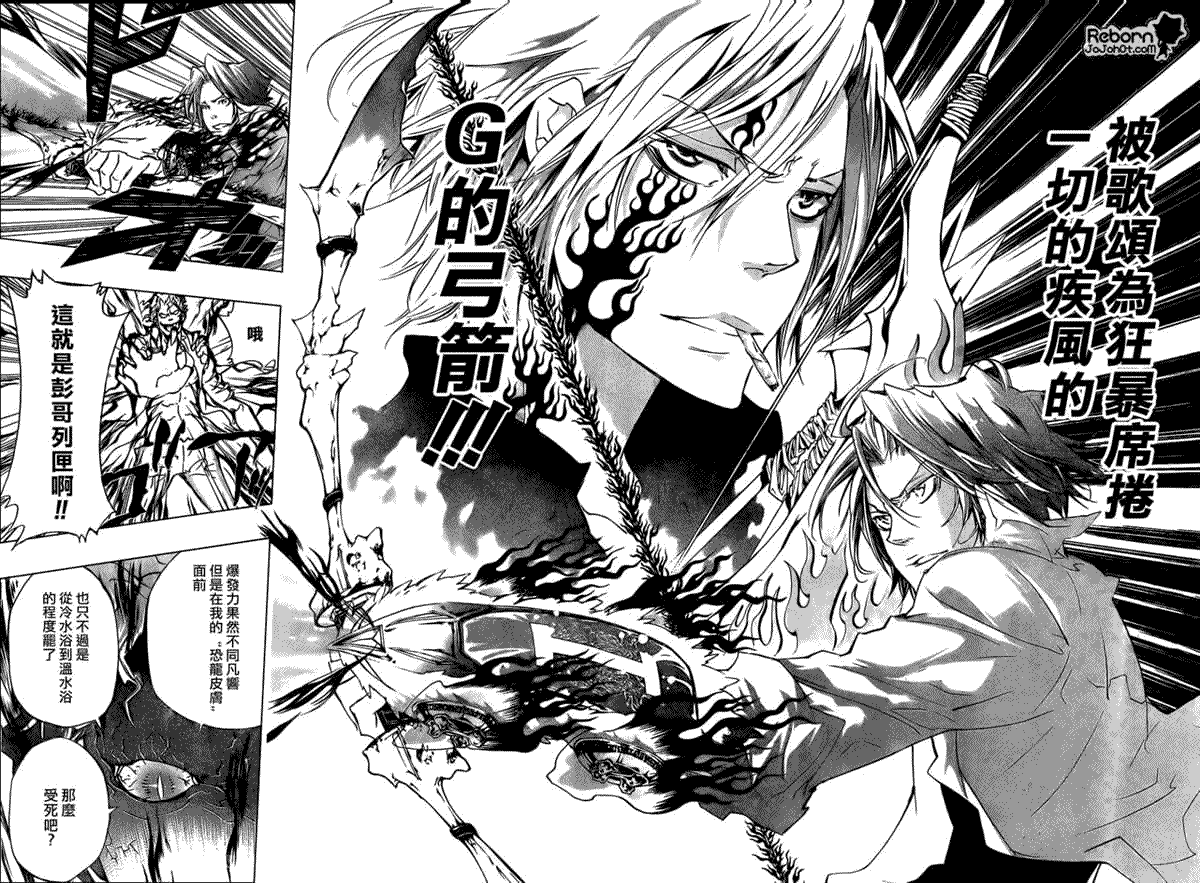 Reborn
JoJoHOt.com
被歌頌為狂暴席捲
一切的疾風的
G的弓箭!!!
哦
這就是彭哥列匣啊!!
爆發力果然不同凡響
但是在我的〝恐龍皮膚〞
面前
也只不過是
從冷水浴到溫水浴
的程度罷了
那麼
受死吧?